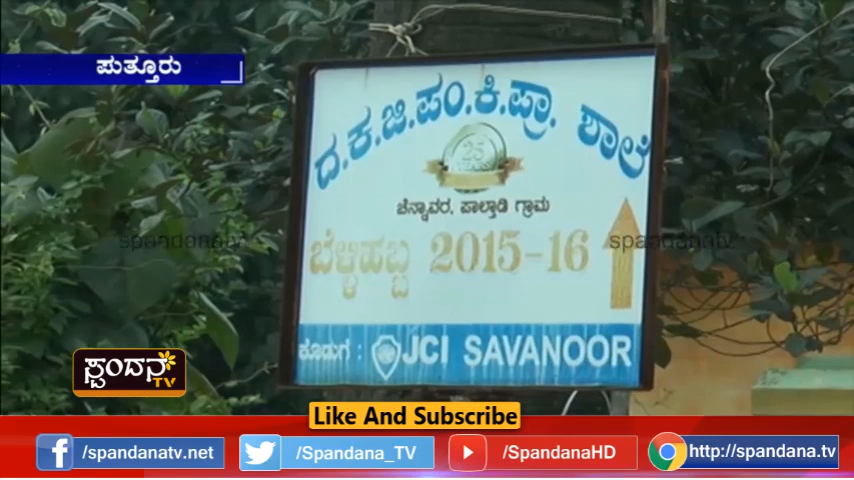 ಪುತ್ತೂರು
ದ.ಕ.ಜಿ.ಪಂ.ಕಿ.ಪ್ರಾ. ಶಾಲೆ
25
ಚೆನ್ನಾವರ, ಪಾಲ್ತಾಡಿ ಗ್ರಾಮ
spandanatv
spandanatv
ಬೆಳ್ಳಿಹಬ್ಬ 2015-16
ಕೊಡುಗೆ : JCI SAVANOOR
ಸ್ಪಂದನ TV
Like And Subscribe
/spandanatv.net
/Spandana_TV
/SpandanaHD
http://spandana.tv